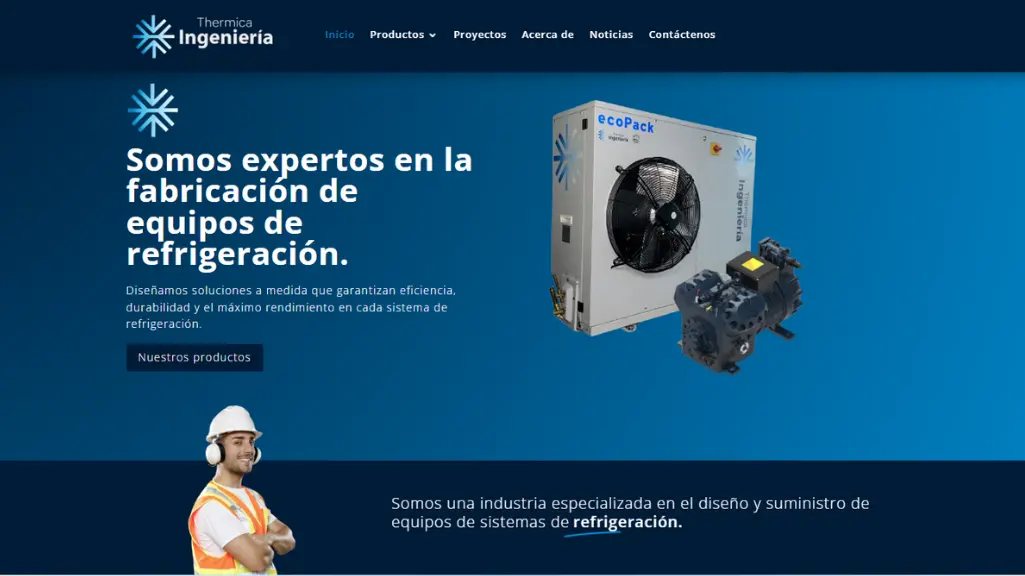 Thermica
Ingeniería
Inicio
Productos
Proyectos
Acerca de
Noticias
Contáctenos
Somos expertos en la
fabricación de
equipos de
refrigeración.
Diseñamos soluciones a medida que garantizan eficiencia,
durabilidad y el máximo rendimiento en cada sistema de
refrigeración.
Nuestros productos
ecoPack
Ingeniería
Thermica
Ingeniería
Somos una industria especializada en el diseño y suministro de
equipos de sistemas de refrigeración.